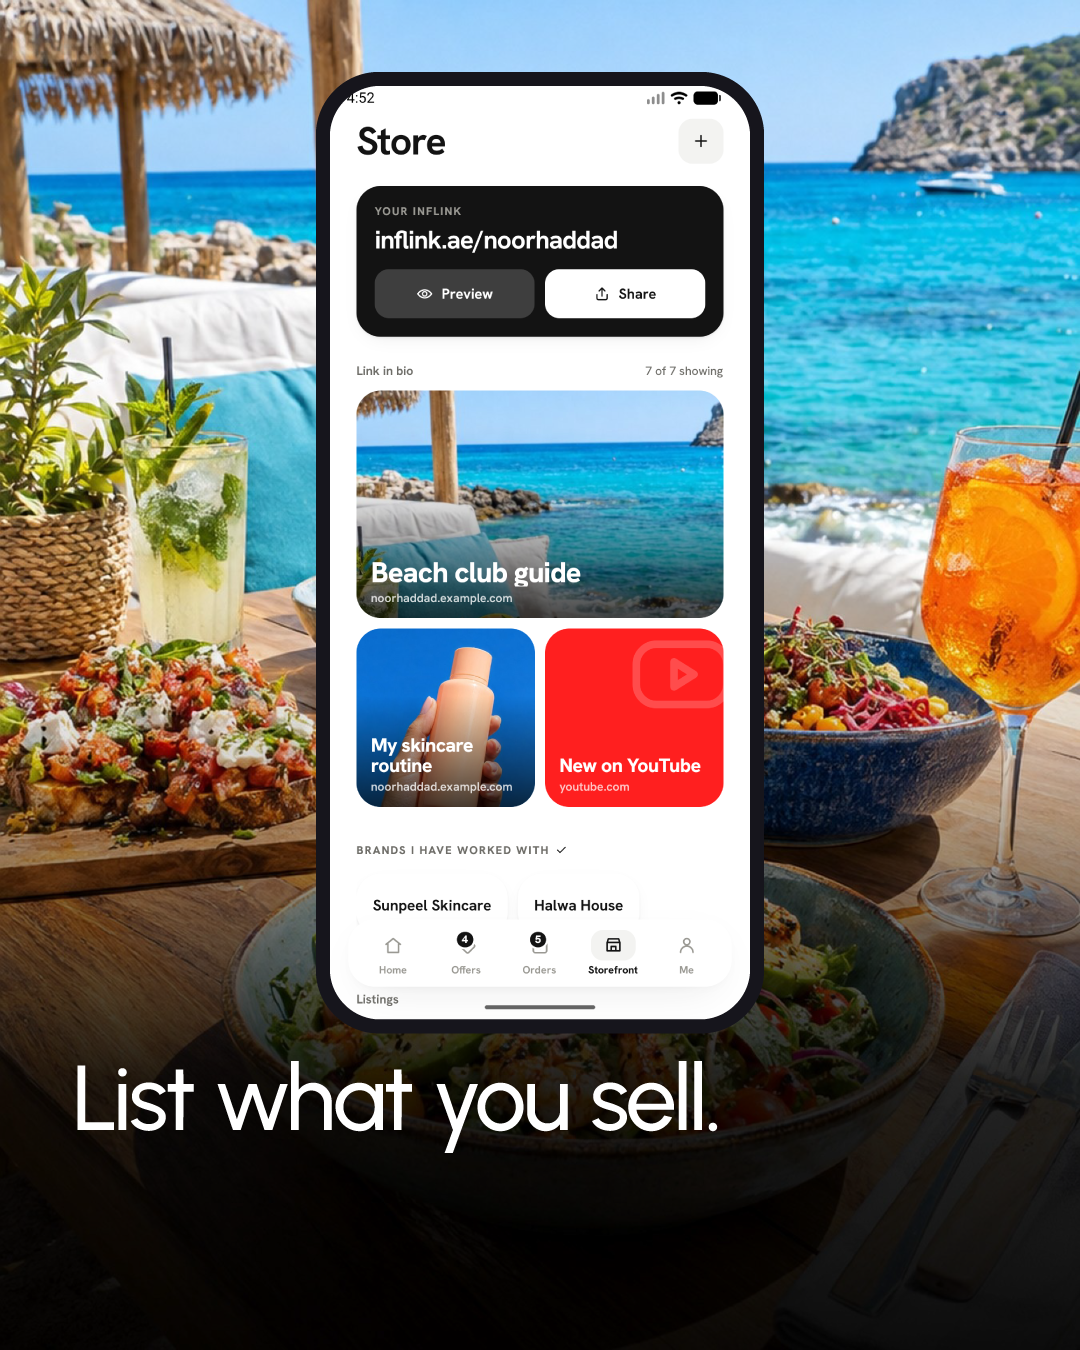 4:52
Store
YOUR INFLINK
inflink.ae/noorhaddad
Preview
Share
Link in bio
7 of 7 showing
Beach club guide
noorhaddad.example.com
My skincare
routine
noorhaddad.example.com
New on YouTube
youtube.com
BRANDS I HAVE WORKED WITH
Sunpeel Skincare
Halwa House
4
5
Home
Offers
Orders
Storefront
Me
Listings
List what you sell.